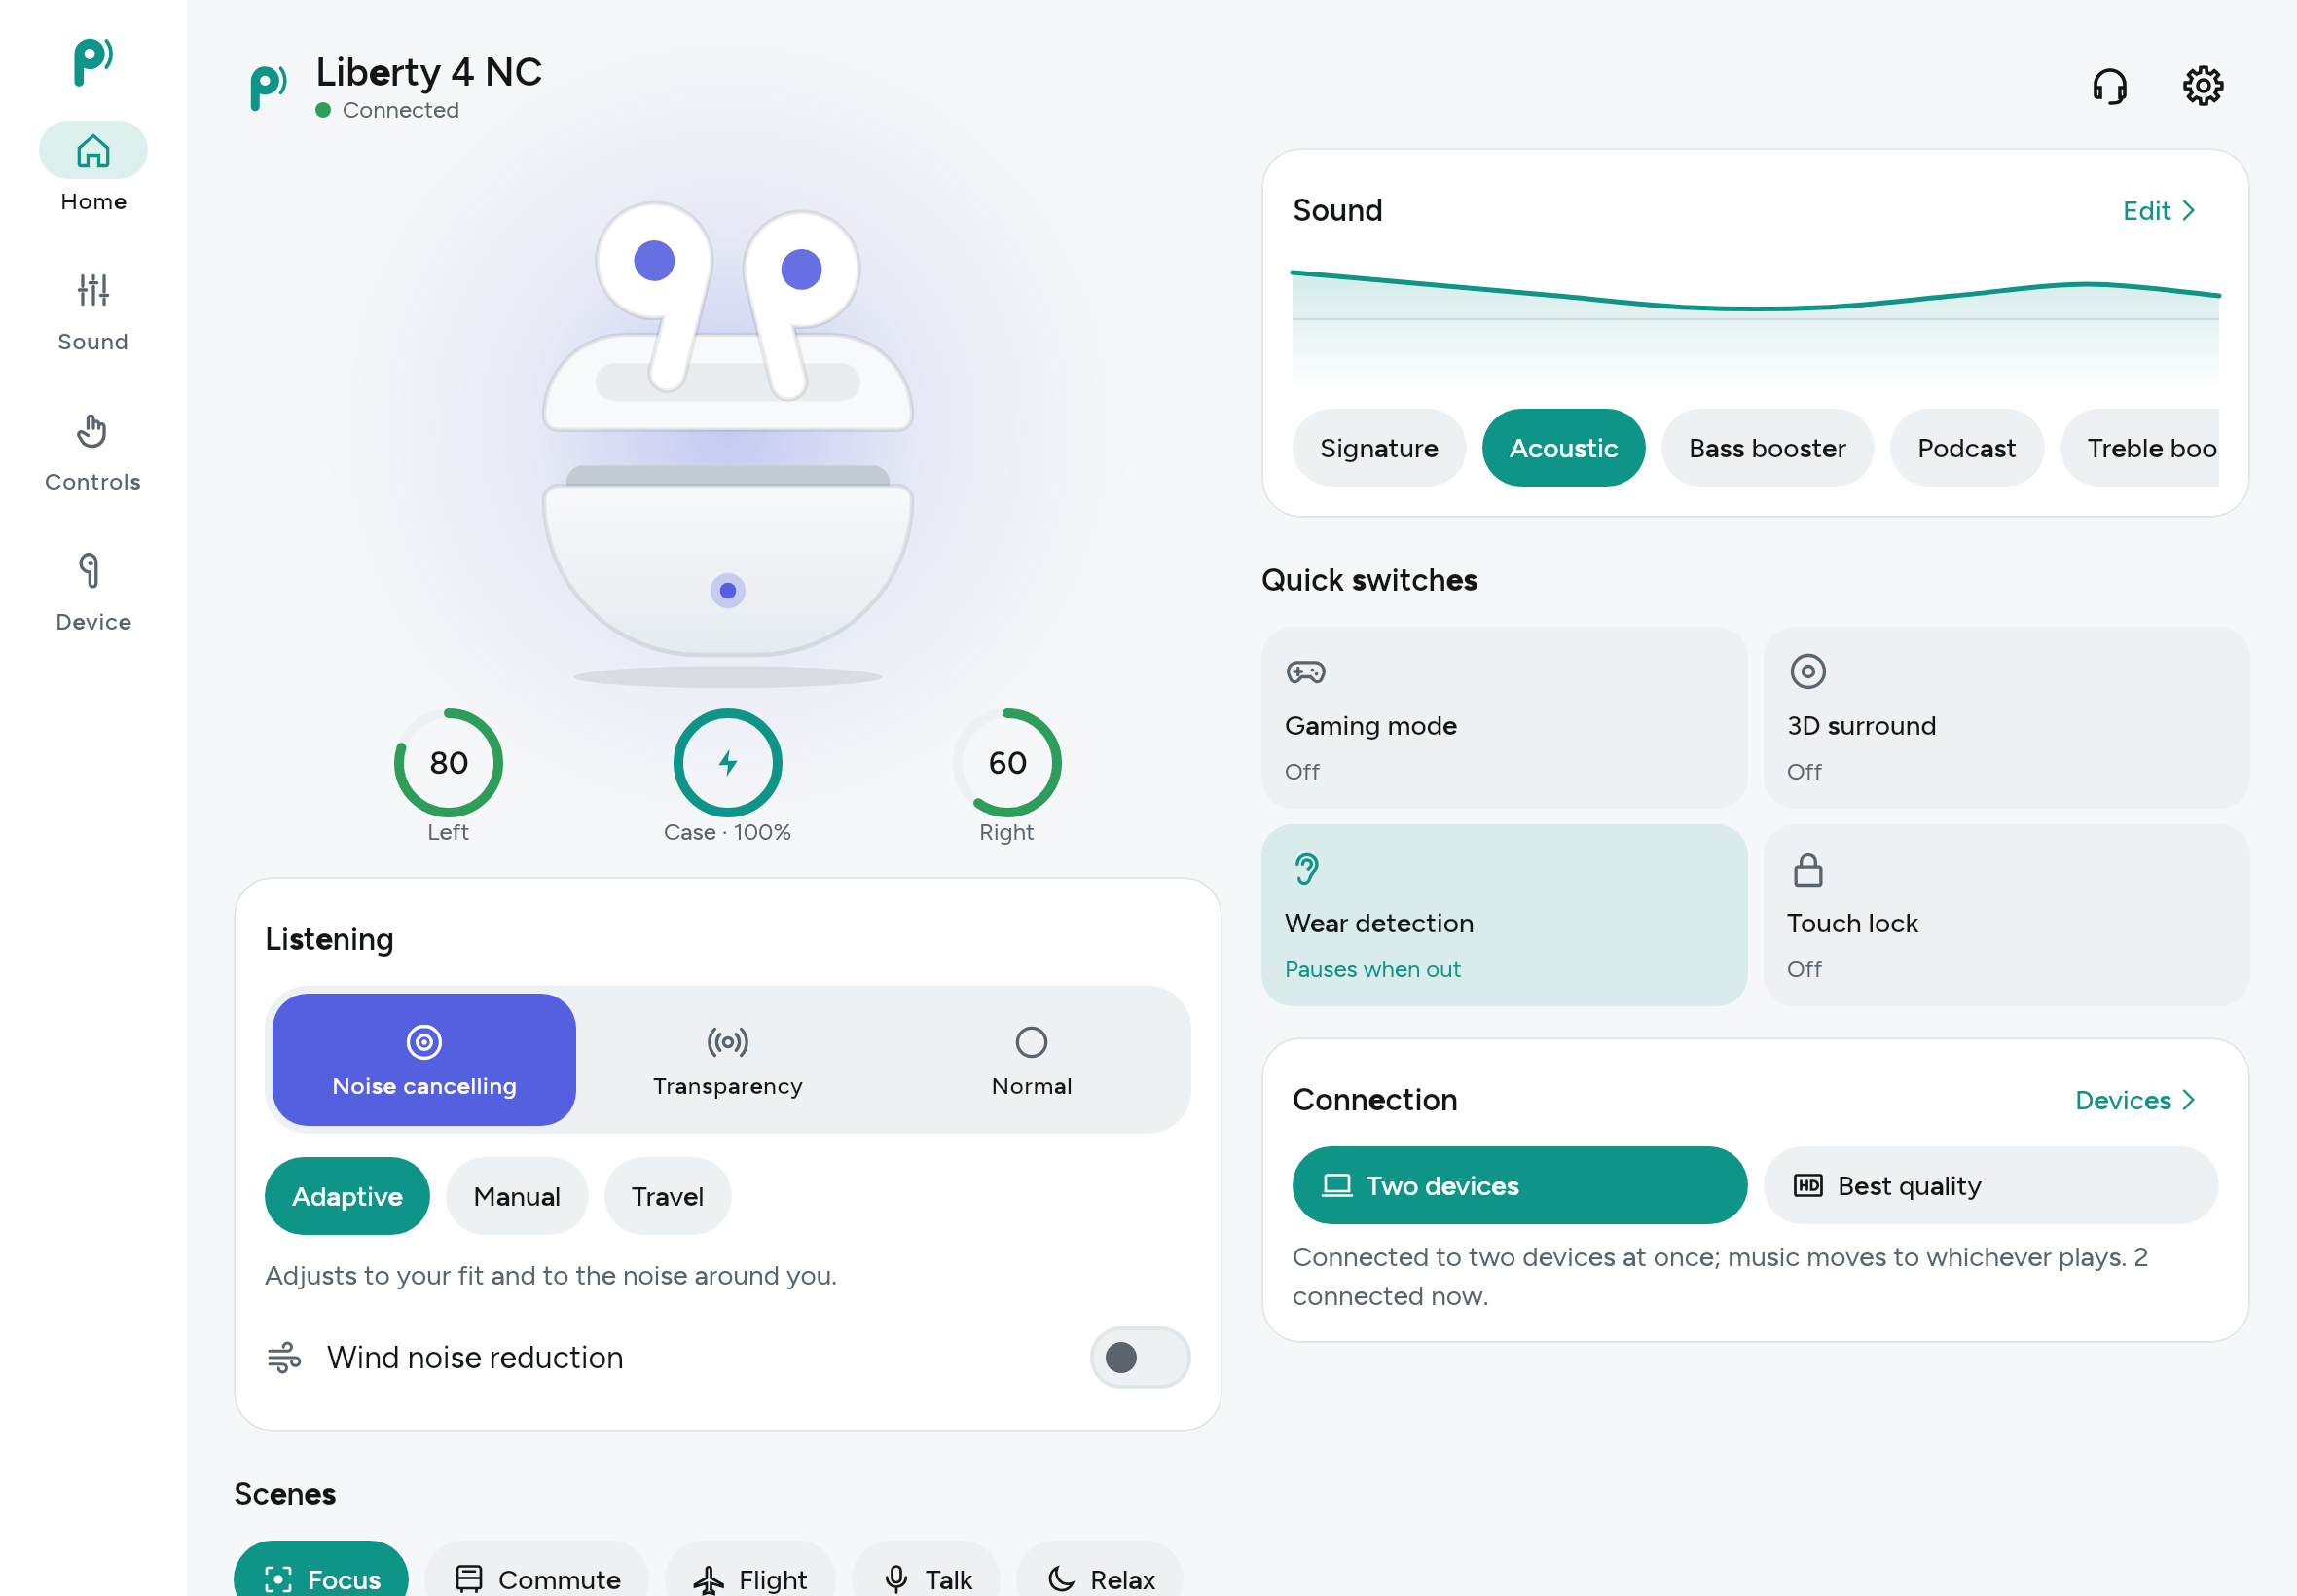 Home
Sound
Controls
Device
Liberty 4 NC
Connected
80
60
Left
Case · 100%
Right
Listening
Noise cancelling
Transparency
Normal
Adaptive
Manual
Travel
Adjusts to your fit and to the noise around you.
Wind noise reduction
Scenes
Focus
Commute
Flight
Talk
Relax
Sound
Edit
Signature
Acoustic
Bass booster
Podcast
Treble boo
Quick switches
Gaming mode
Off
3D surround
Off
Wear detection
Pauses when out
Touch lock
Off
Connection
Devices
Two devices
HD
Best quality
Connected to two devices at once; music moves to whichever plays. 2
connected now.